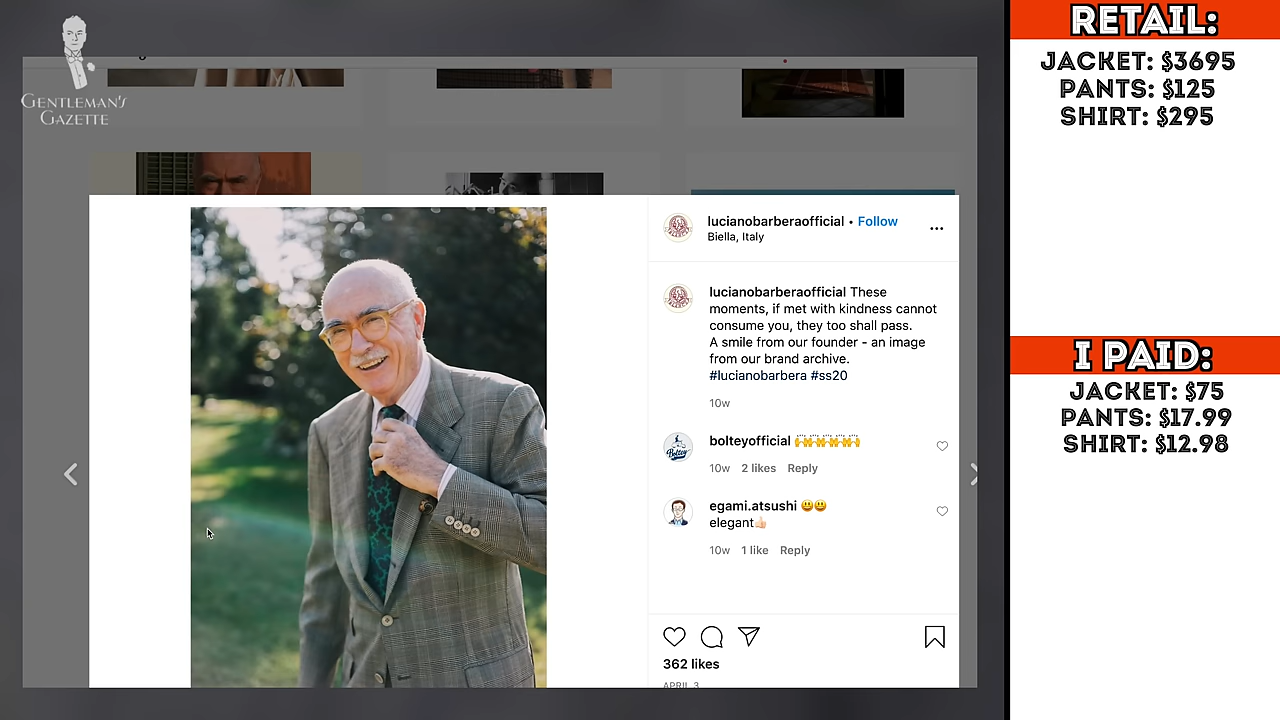 GENTLEMAN'S
GAZETTE
RETAIL:
JACKET: $3695
PANTS: $125
SHIRT: $295
lucianobarberaofficial • Follow
Biella, Italy
lucianobarberaofficial These
moments, if met with kindness cannot
consume you, they too shall pass.
A smile from our founder - an image
from our brand archive.
#lucianobarbera #ss20
10w
bolteyofficial 🙌🙌🙌🙌🙌
10w 2 likes Reply
egami.atsushi 😃😃
elegant👍🏻
10w 1 like Reply
362 likes
APRIL 3
I PAID:
JACKET: $75
PANTS: $17.99
SHIRT: $12.98